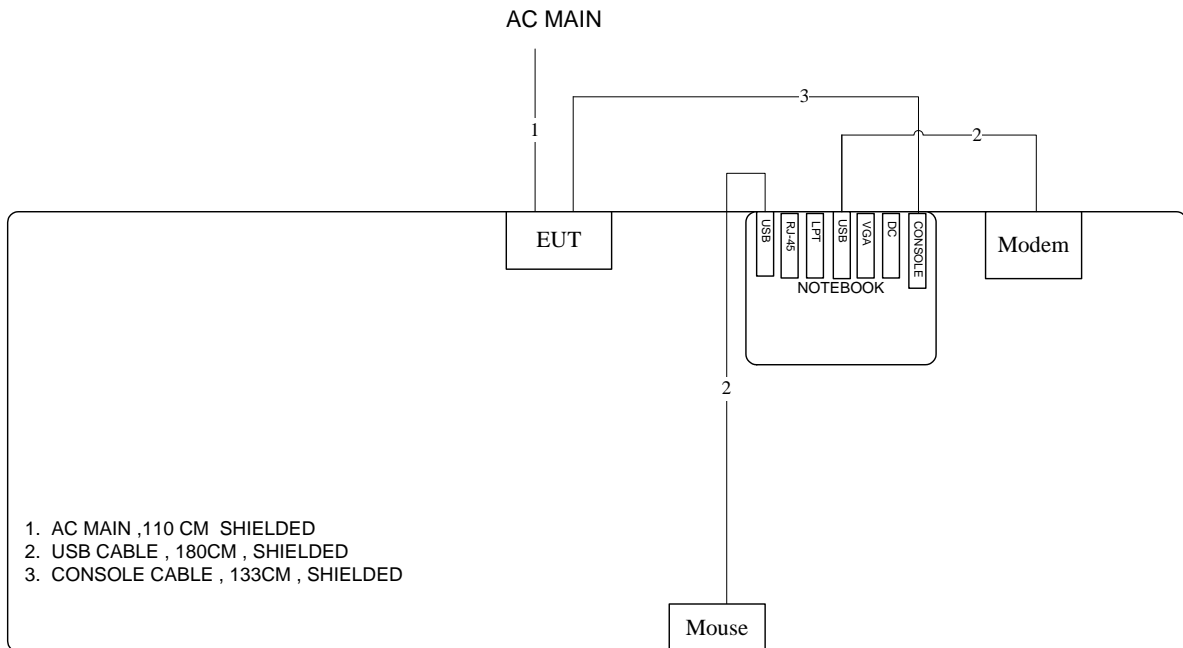 AC MAIN
3
1
2
EUT
USB
RJ-45
LPT
USB
VGA
DC
CONSOLE
NOTEBOOK
Modem
2
1. AC MAIN ,110 CM SHIELDED
2. USB CABLE , 180CM , SHIELDED
3. CONSOLE CABLE , 133CM , SHIELDED
Mouse